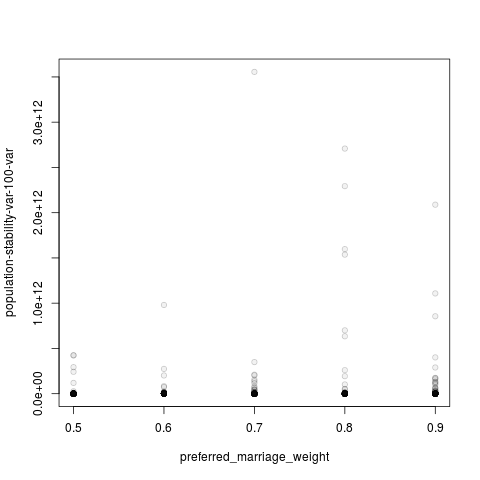 population-stability-var-100-var
3.0e+12
2.0e+12
1.0e+12
0.0e+00
0.5 0.6 0.7 0.8 0.9
preferred_marriage_weight